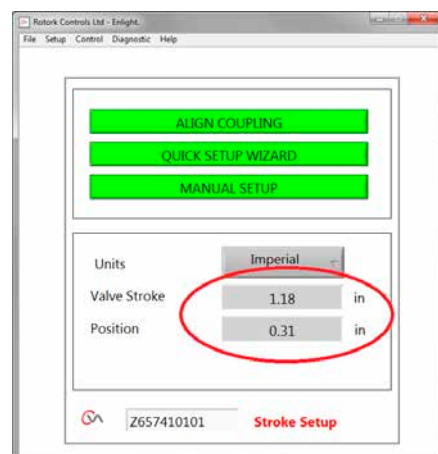 Rotork Controls Ltd - Enlight.
File Setup Control Diagnostic Help
ALIGN COUPLING
QUICK SETUP WIZARD
MANUAL SETUP
Units Imperial
Valve Stroke 1.18 in
Position 0.31 in
Z657410101 Stroke Setup